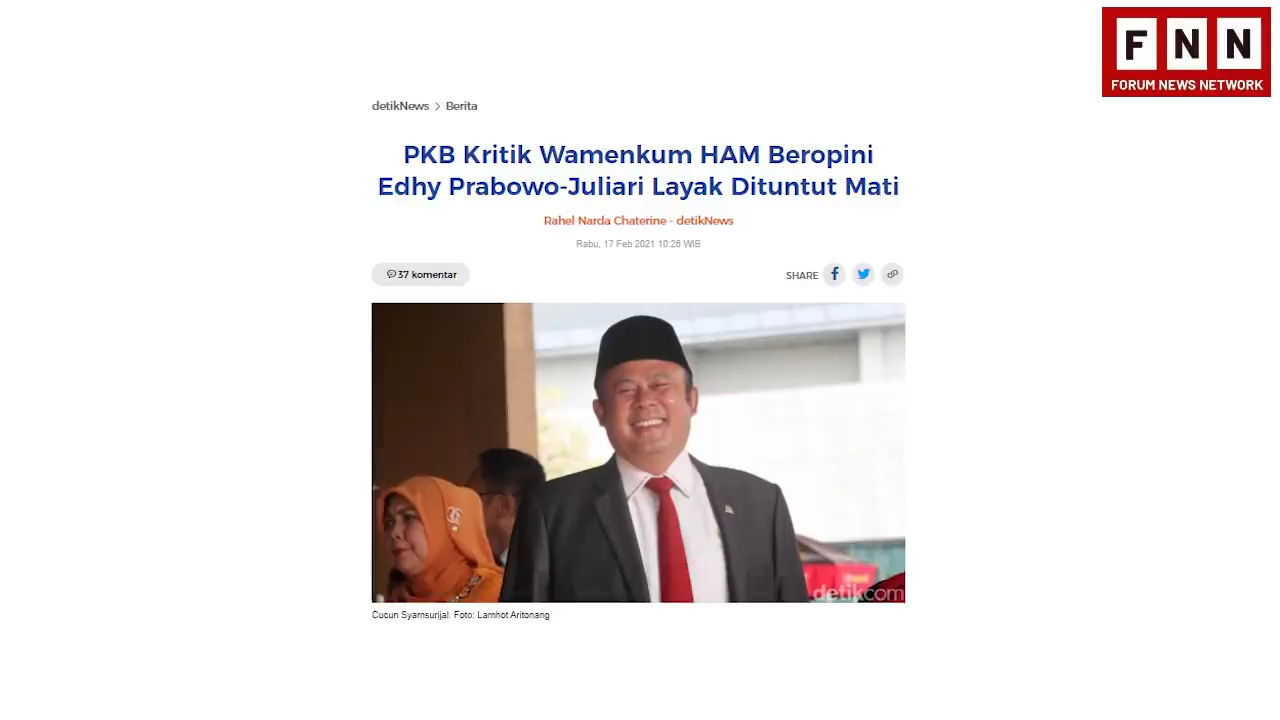 FNN
FORUM NEWS NETWORK
detikNews > Berita
PKB Kritik Wamenkum HAM Beropini
Edhy Prabowo-Juliari Layak Dituntut Mati
Rahel Narda Chaterine - detikNews
Rabu, 17 Feb 2021 10:28 WIB
37 komentar
SHARE
detikcom
Cucun Syamsurijal. Foto: Lamhot Aritonang